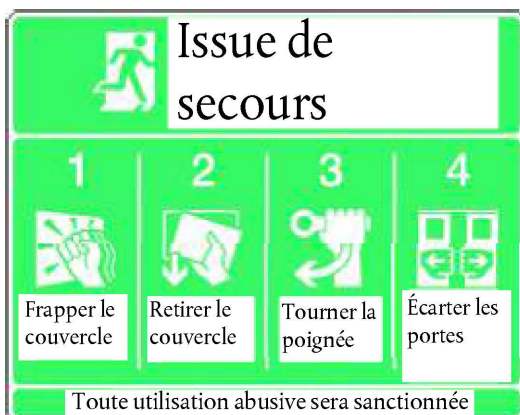 Issue de
secours
1
2
3
4
Frapper le
couvercle
Retirer le
couvercle
Tourner la
poignée
Écarter les
portes
Toute utilisation abusive sera sanctionnée